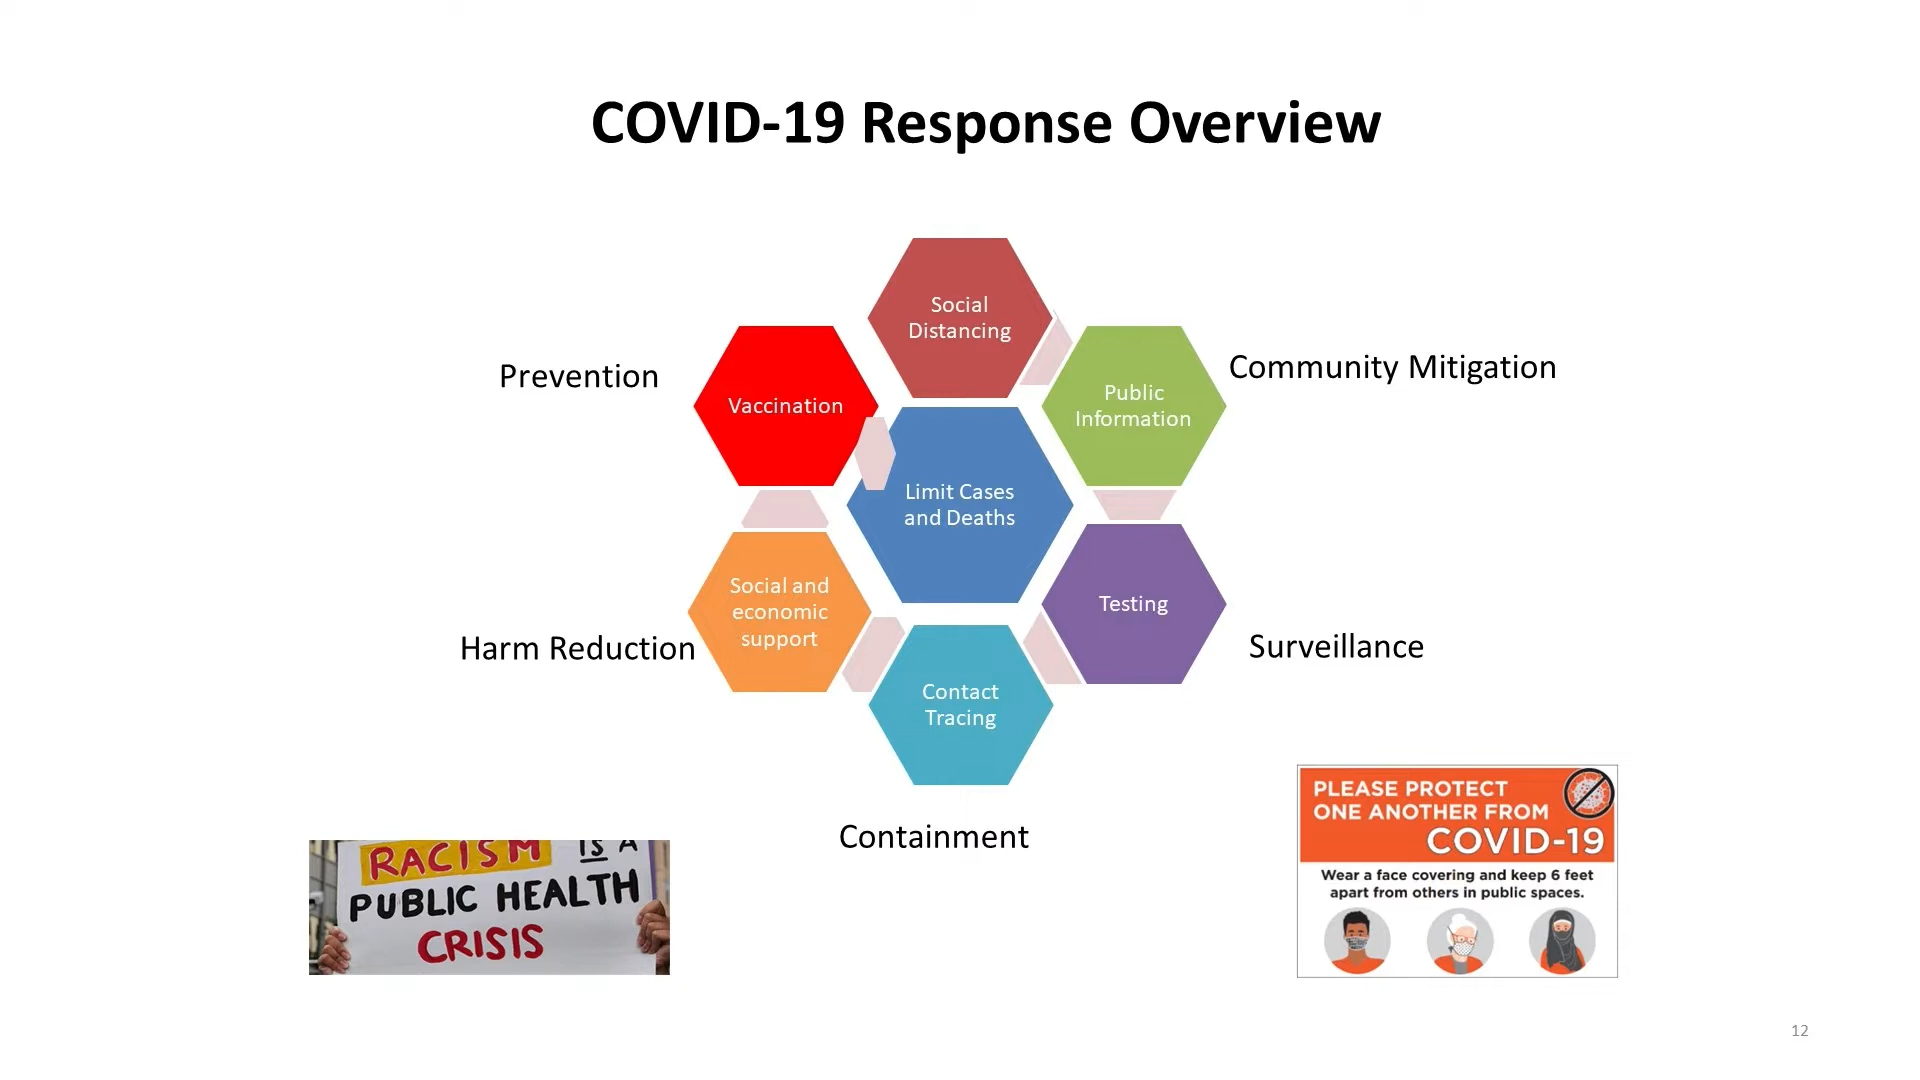 COVID-19 Response Overview
Social
Distancing
Prevention
Vaccination
Community Mitigation
Public
Information
Limit Cases
and Deaths
Social and
economic
support
Testing
Harm Reduction
Surveillance
Contact
Tracing
Containment
RACISM IS A
PUBLIC HEALTH
CRISIS
PLEASE PROTECT
ONE ANOTHER FROM
COVID-19
Wear a face covering and keep 6 feet
apart from others in public spaces.
12